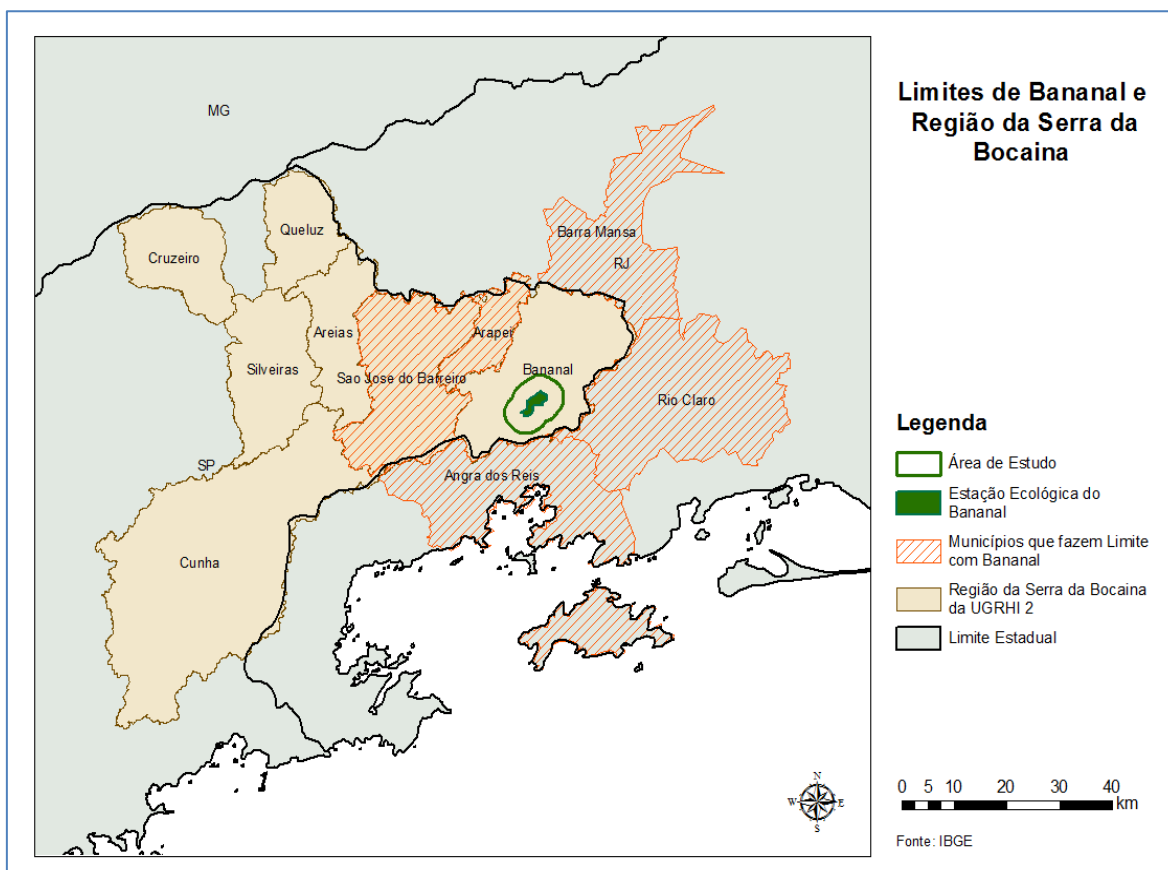 Limites de Bananal e
Região da Serra da
Bocaina
MG
Queluz
Cruzeiro
Barra Mansa
RJ
Areias
Arapei
Silveiras
Bananal
Sao Jose do Barreiro
Rio Claro
SP
Angra dos Reis
Cunha
Legenda
Área de Estudo
Estação Ecológica do
Bananal
Municípios que fazem Limite
com Bananal
Região da Serra da Bocaina
da UGRHI 2
Limite Estadual
N
W E
S
0 5 10 20 30 40
km
Fonte: IBGE